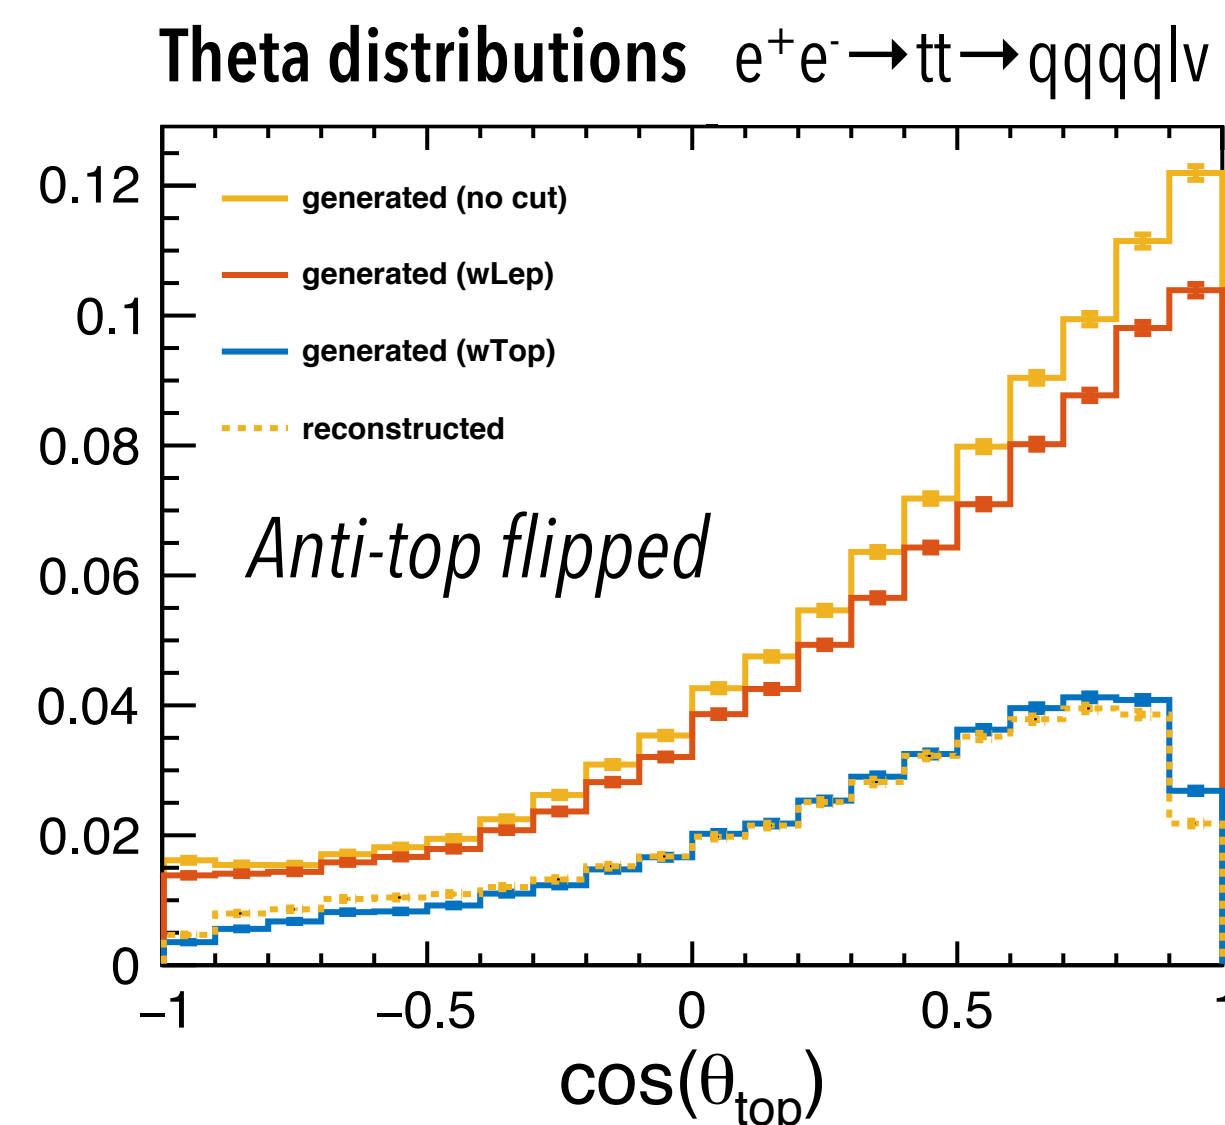 Theta distributions e⁺e⁻→tt→qqqqlν
0.12
0.1
0.08
0.06
0.04
0.02
0
generated (no cut)
generated (wLep)
generated (wTop)
reconstructed
Anti-top flipped
−1 −0.5 0 0.5 1
cos(θtop)